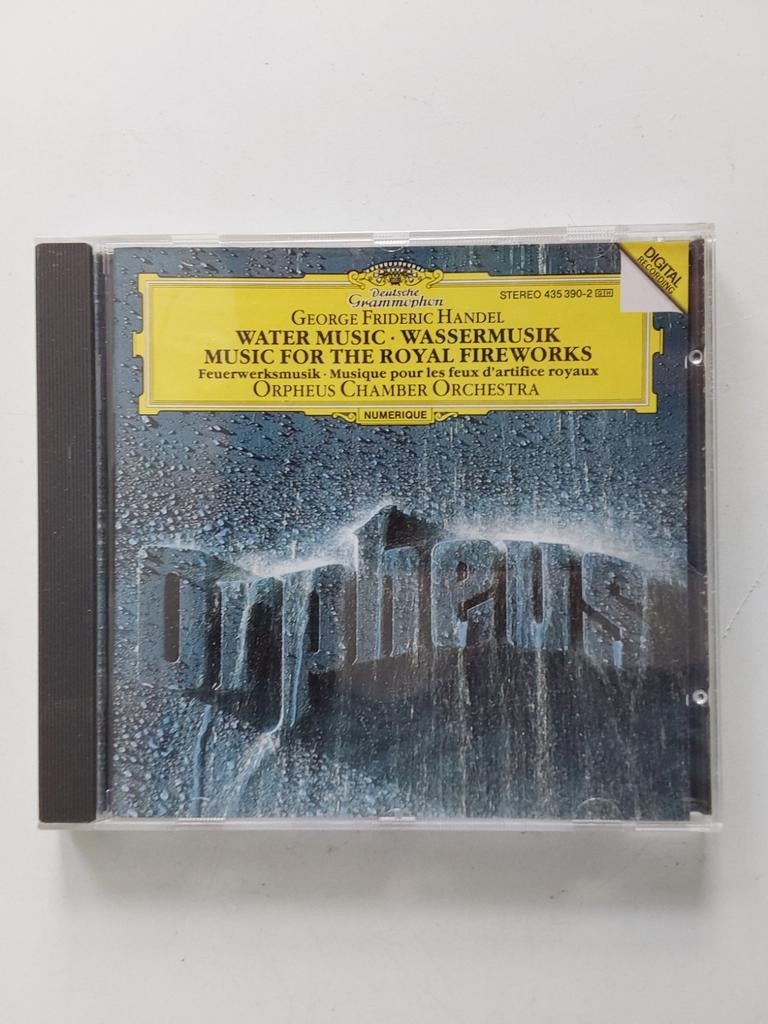 DIGITAL
RECORDING
Deutsche
Grammophon
STEREO 435 390-2 GH
GEORGE FRIDERIC HANDEL
WATER MUSIC · WASSERMUSIK
MUSIC FOR THE ROYAL FIREWORKS
Feuerwerksmusik · Musique pour les feux d'artifice royaux
ORPHEUS CHAMBER ORCHESTRA
NUMERIQUE
Orpheus